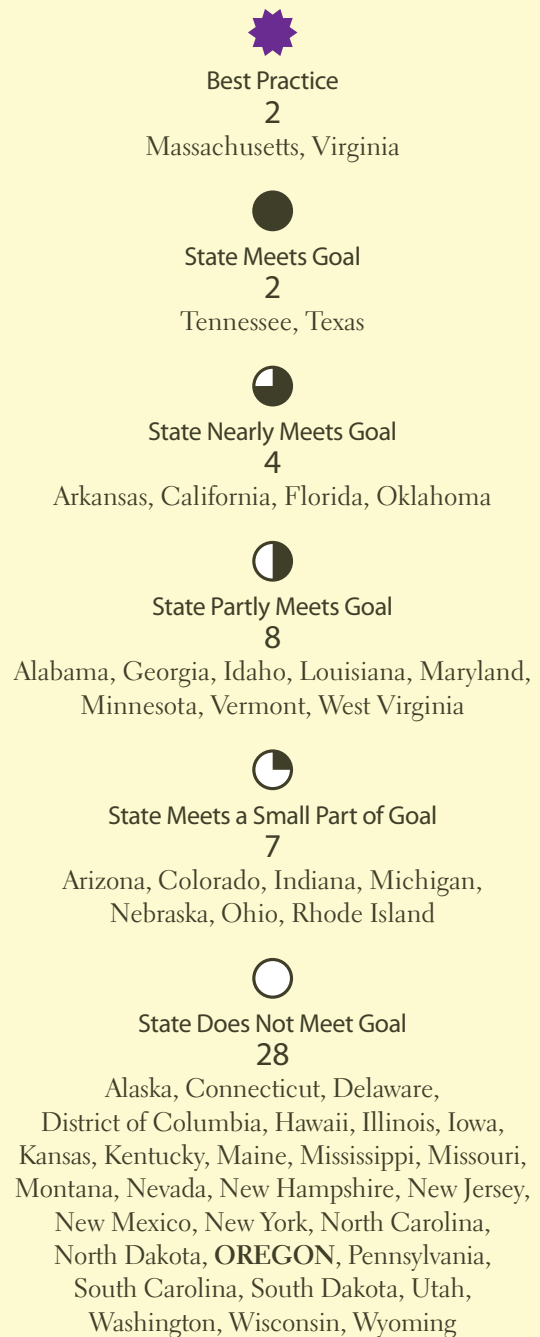 Best Practice
2
Massachusetts, Virginia
State Meets Goal
2
Tennessee, Texas
State Nearly Meets Goal
4
Arkansas, California, Florida, Oklahoma
State Partly Meets Goal
8
Alabama, Georgia, Idaho, Louisiana, Maryland,
Minnesota, Vermont, West Virginia
State Meets a Small Part of Goal
7
Arizona, Colorado, Indiana, Michigan,
Nebraska, Ohio, Rhode Island
State Does Not Meet Goal
28
Alaska, Connecticut, Delaware,
District of Columbia, Hawaii, Illinois, Iowa,
Kansas, Kentucky, Maine, Mississippi, Missouri,
Montana, Nevada, New Hampshire, New Jersey,
New Mexico, New York, North Carolina,
North Dakota, OREGON, Pennsylvania,
South Carolina, South Dakota, Utah,
Washington, Wisconsin, Wyoming